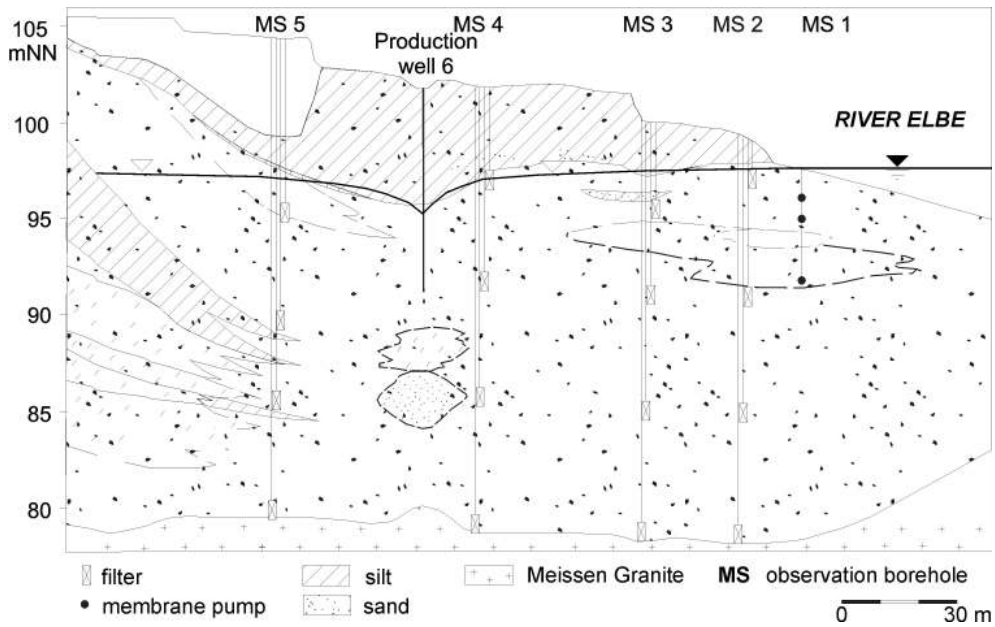 105
mNN
MS 5
MS 4
MS 3
MS 2
MS 1
Production
well 6
100
RIVER ELBE
95
90
85
80
filter
silt
Meissen Granite
MS observation borehole
membrane pump
sand
0 30 m